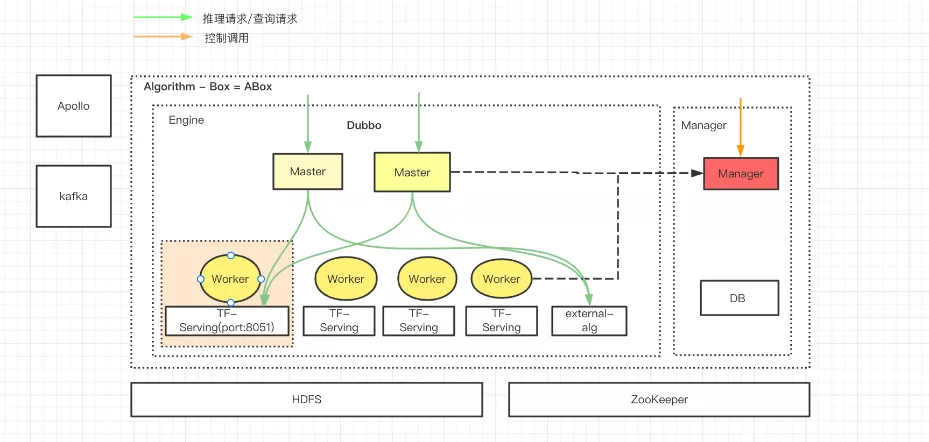 推理请求/查询请求
控制调用
Apollo
kafka
Algorithm - Box = ABox
Engine
Dubbo
Manager
Master
Master
Manager
Worker
Worker
Worker
Worker
TF-
Serving(port:8051)
TF-
Serving
TF-
Serving
TF-
Serving
external-
alg
DB
HDFS
ZooKeeper